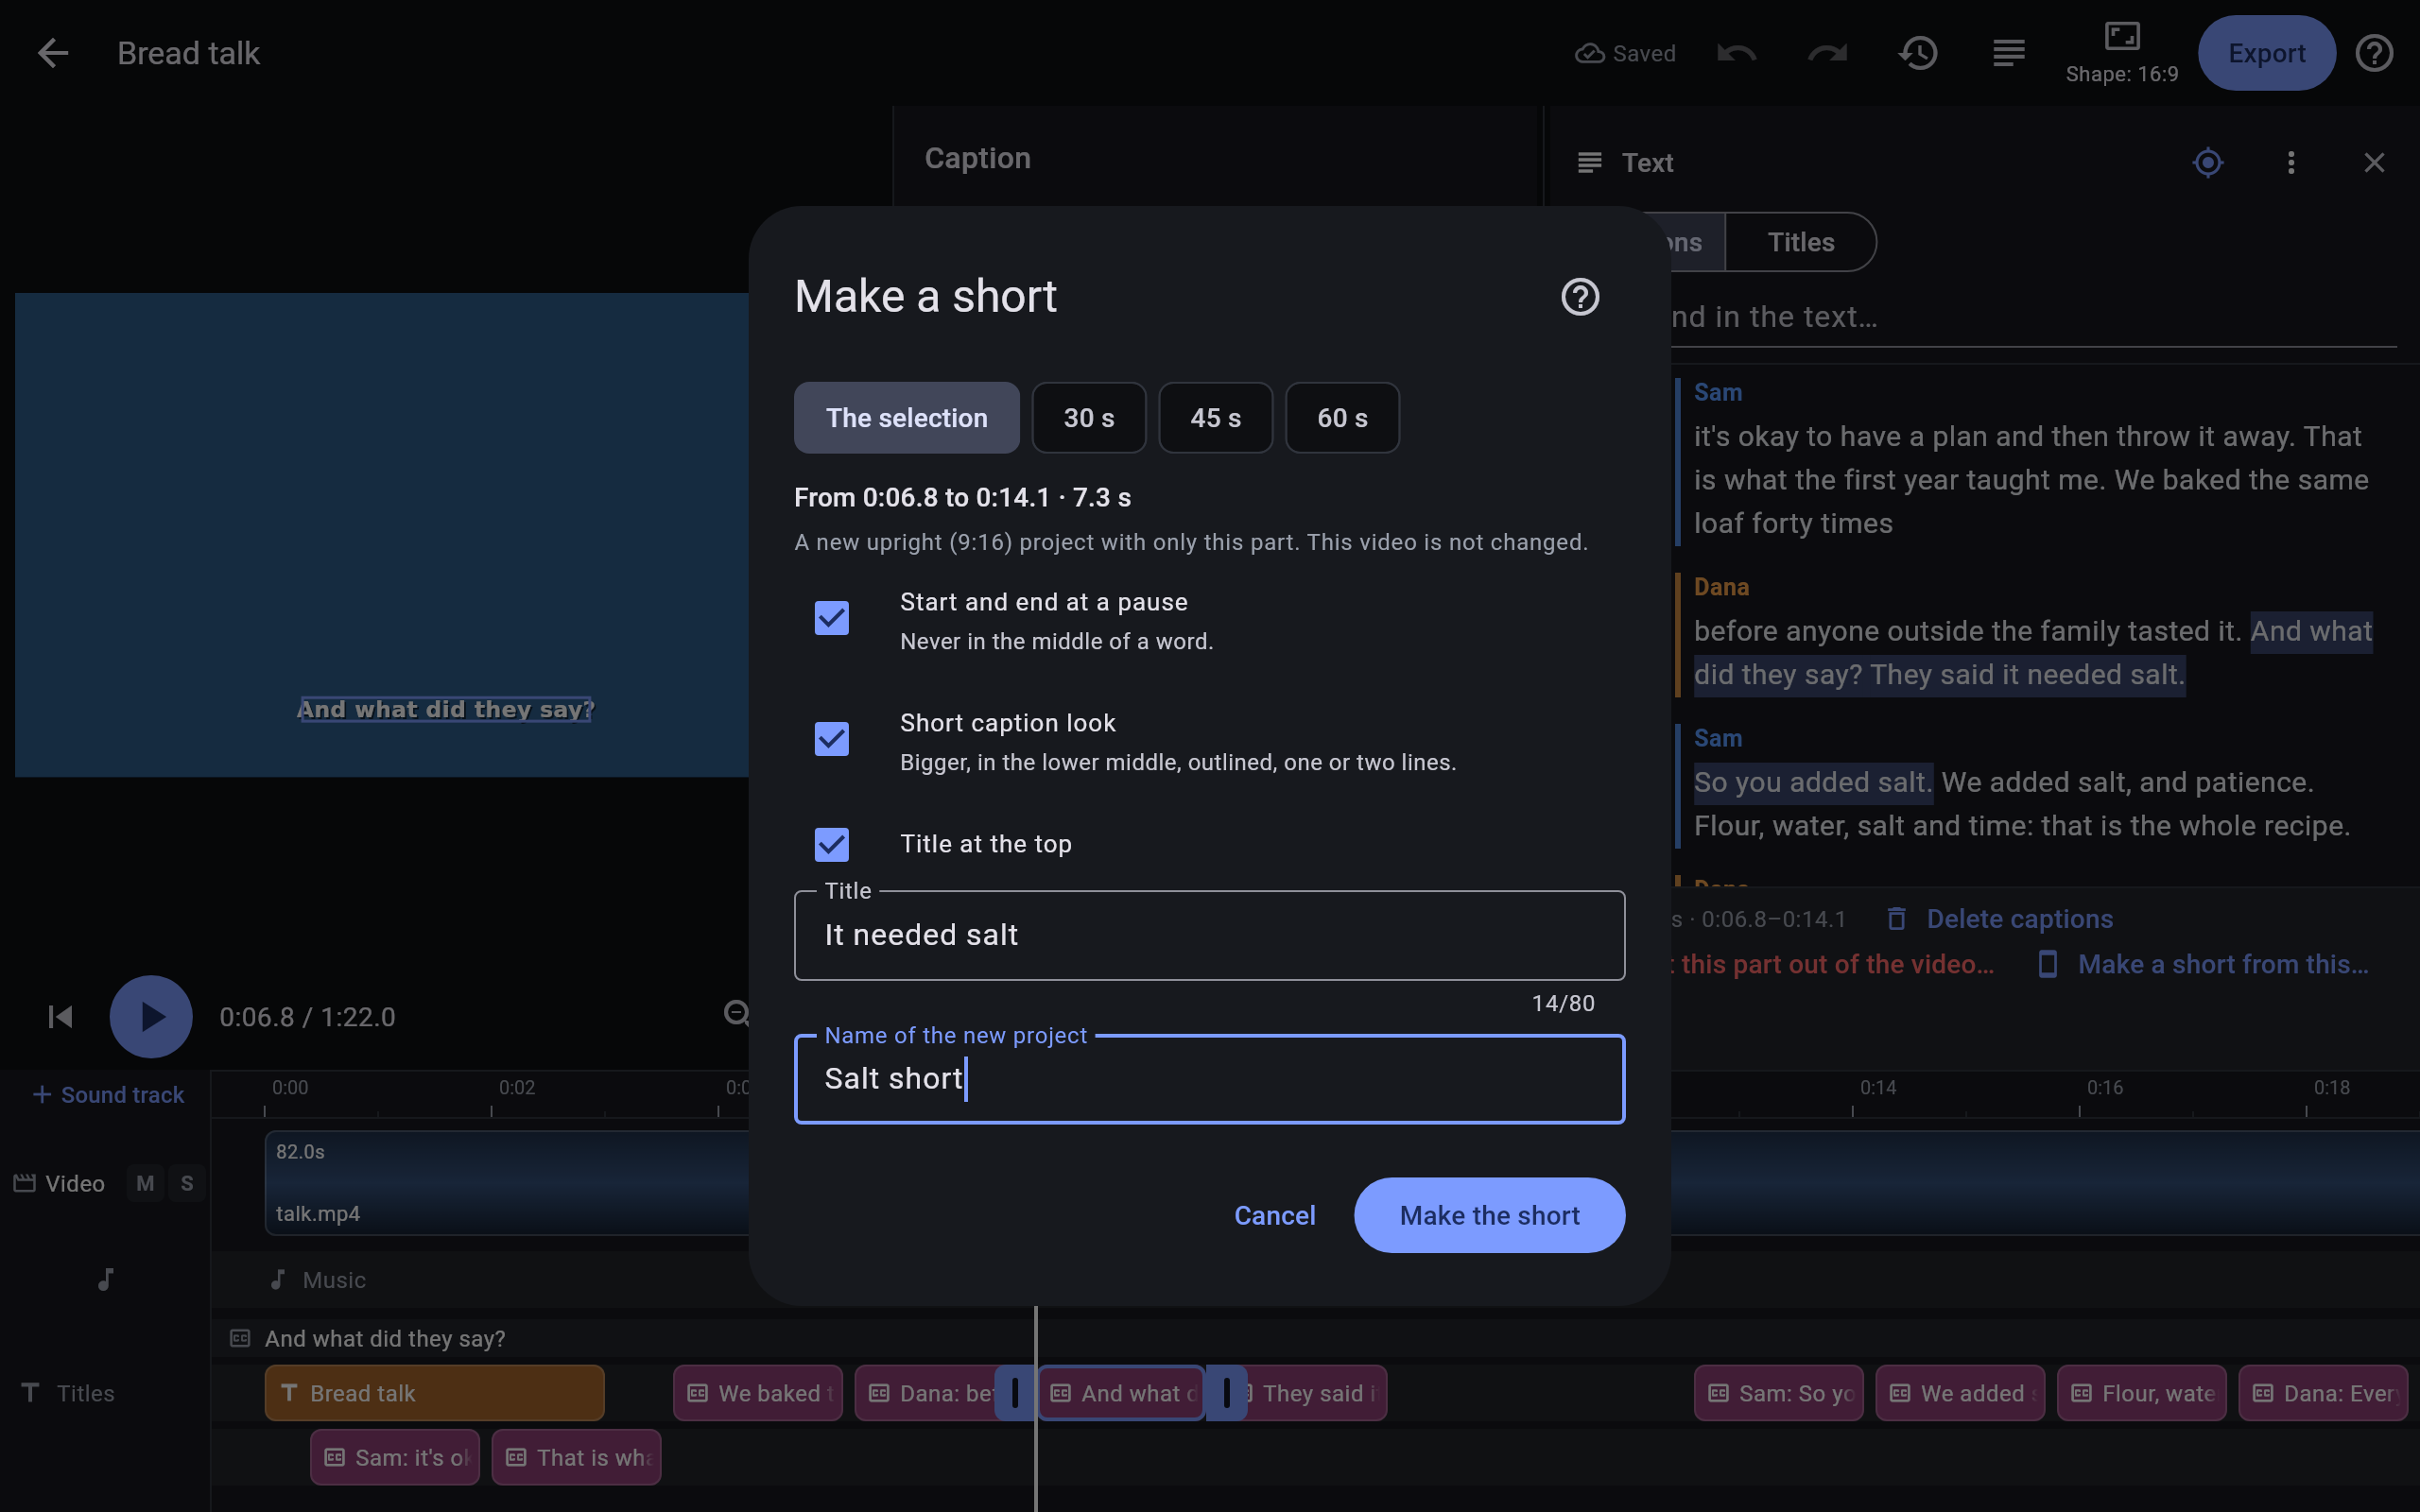 Bread talk
Saved
Shape: 16:9
Export
Caption
Text
Titles
nd in the text…
Sam
it's okay to have a plan and then throw it away. That
is what the first year taught me. We baked the same
loaf forty times
Dana
before anyone outside the family tasted it. And what
did they say? They said it needed salt.
Sam
So you added salt. We added salt, and patience.
Flour, water, salt and time: that is the whole recipe.
s · 0:06.8–0:14.1
Delete captions
this part out of the video…
Make a short from this…
Make a short
The selection
30 s
45 s
60 s
From 0:06.8 to 0:14.1 · 7.3 s
A new upright (9:16) project with only this part. This video is not changed.
Start and end at a pause
Never in the middle of a word.
Short caption look
Bigger, in the lower middle, outlined, one or two lines.
Title at the top
Title
It needed salt
14/80
Name of the new project
Salt short
Cancel
Make the short
And what did they say?
0:06.8 / 1:22.0
+ Sound track
0:00
0:02
0:14
0:16
0:18
Video
M
S
82.0s
talk.mp4
Music
CC And what did they say?
Titles
T Bread talk
CC We baked t
CC Dana: be
CC And what d
They said i
CC Sam: So yo
CC We added
CC Flour, wate
CC Dana: Ever
CC Sam: it's o
CC That is wh